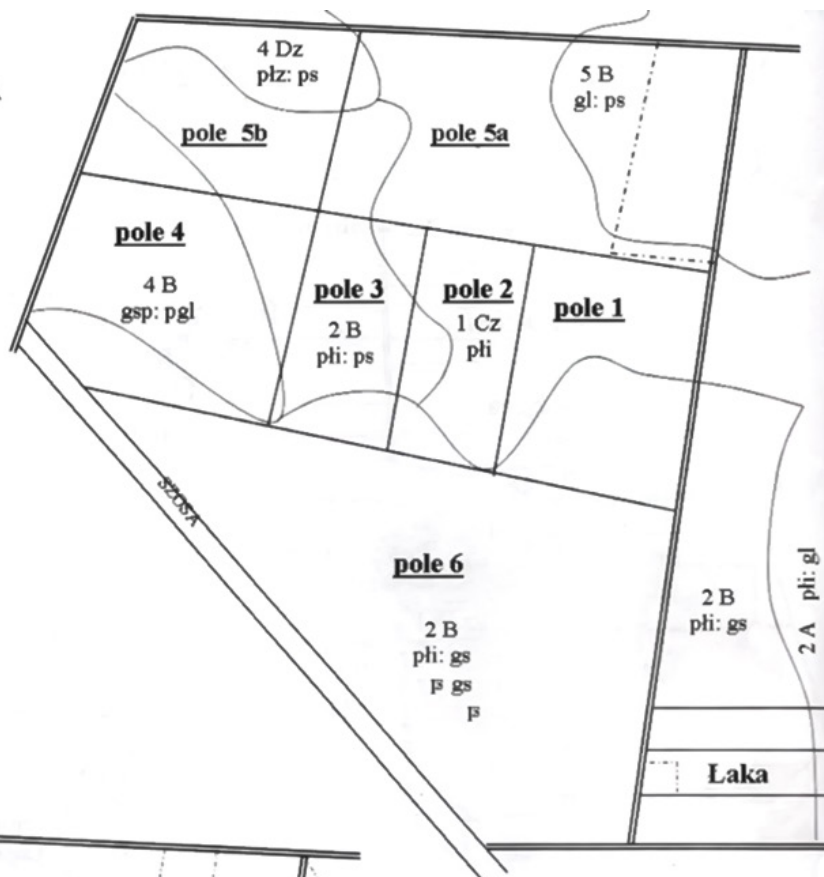 4 Dz
płz: ps
5 B
gl: ps
pole 5b
pole 5a
pole 4
4 B
gsp: pgl
pole 3
2 B
płi: ps
pole 2
1 Cz
płi
pole 1
SZOSA
pole 6
2 B
płi: gs
ps gs
ps
2 B
płi: gs
2 A płi: gl
Łaka